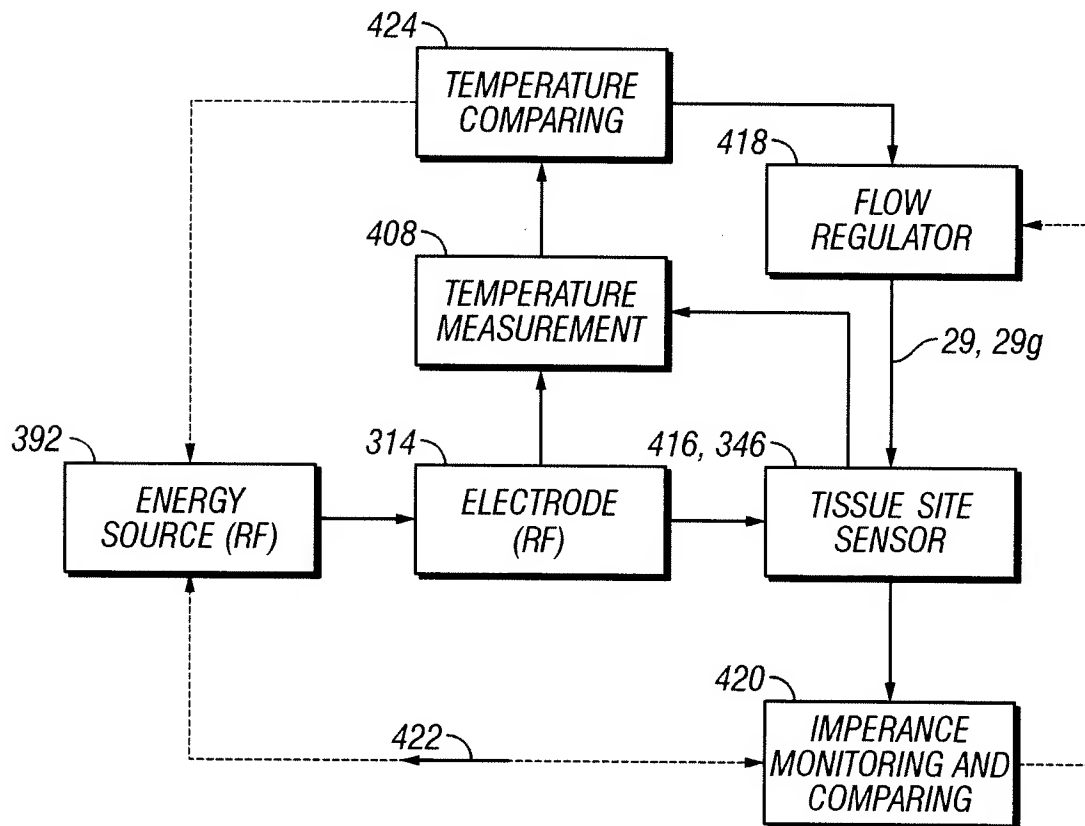 424
TEMPERATURE
COMPARING
418
FLOW
REGULATOR
408
TEMPERATURE
MEASUREMENT
29, 29g
392
ENERGY
SOURCE (RF)
314
ELECTRODE
(RF)
416, 346
TISSUE SITE
SENSOR
420
IMPERANCE
MONITORING AND
COMPARING
422